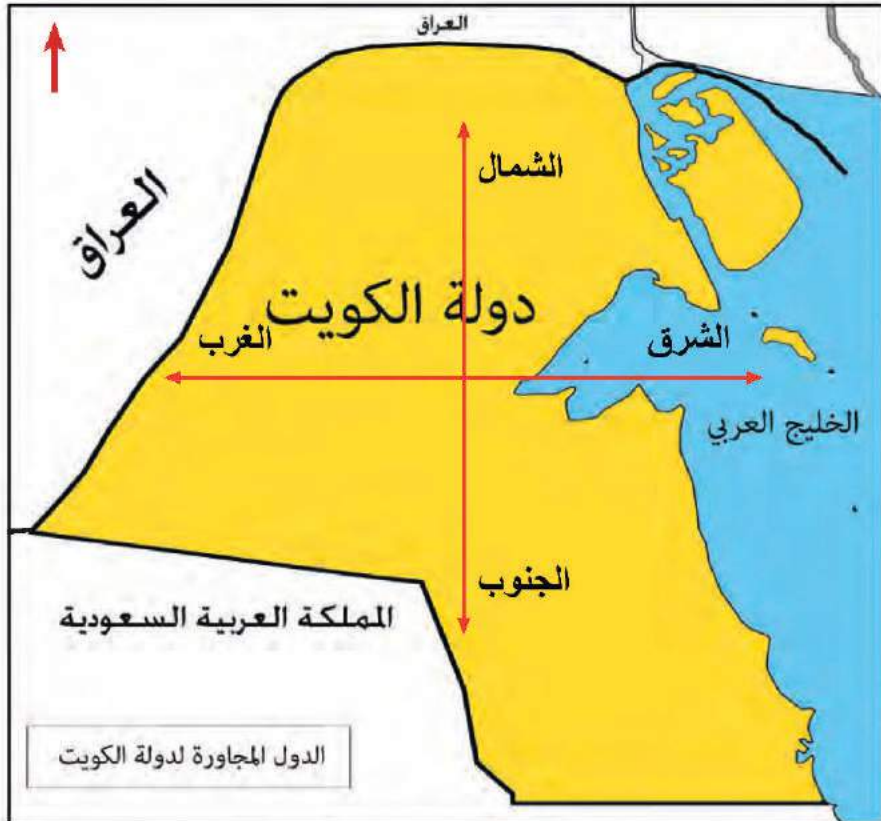 العراق
الشمال
العراق
دولة الكويت
الشرق
الغرب
الخليج العربي
الجنوب
المملكة العربية السعودية
الدول المجاورة لدولة الكويت